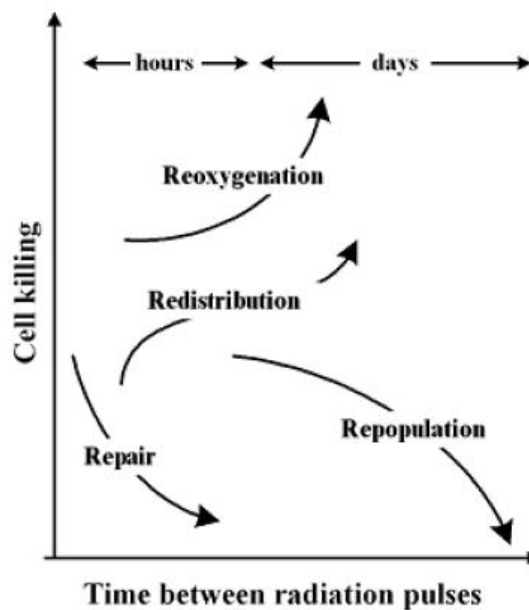 hours days
Reoxygenation
Redistribution
Repopulation
Repair
Cell killing
Time between radiation pulses